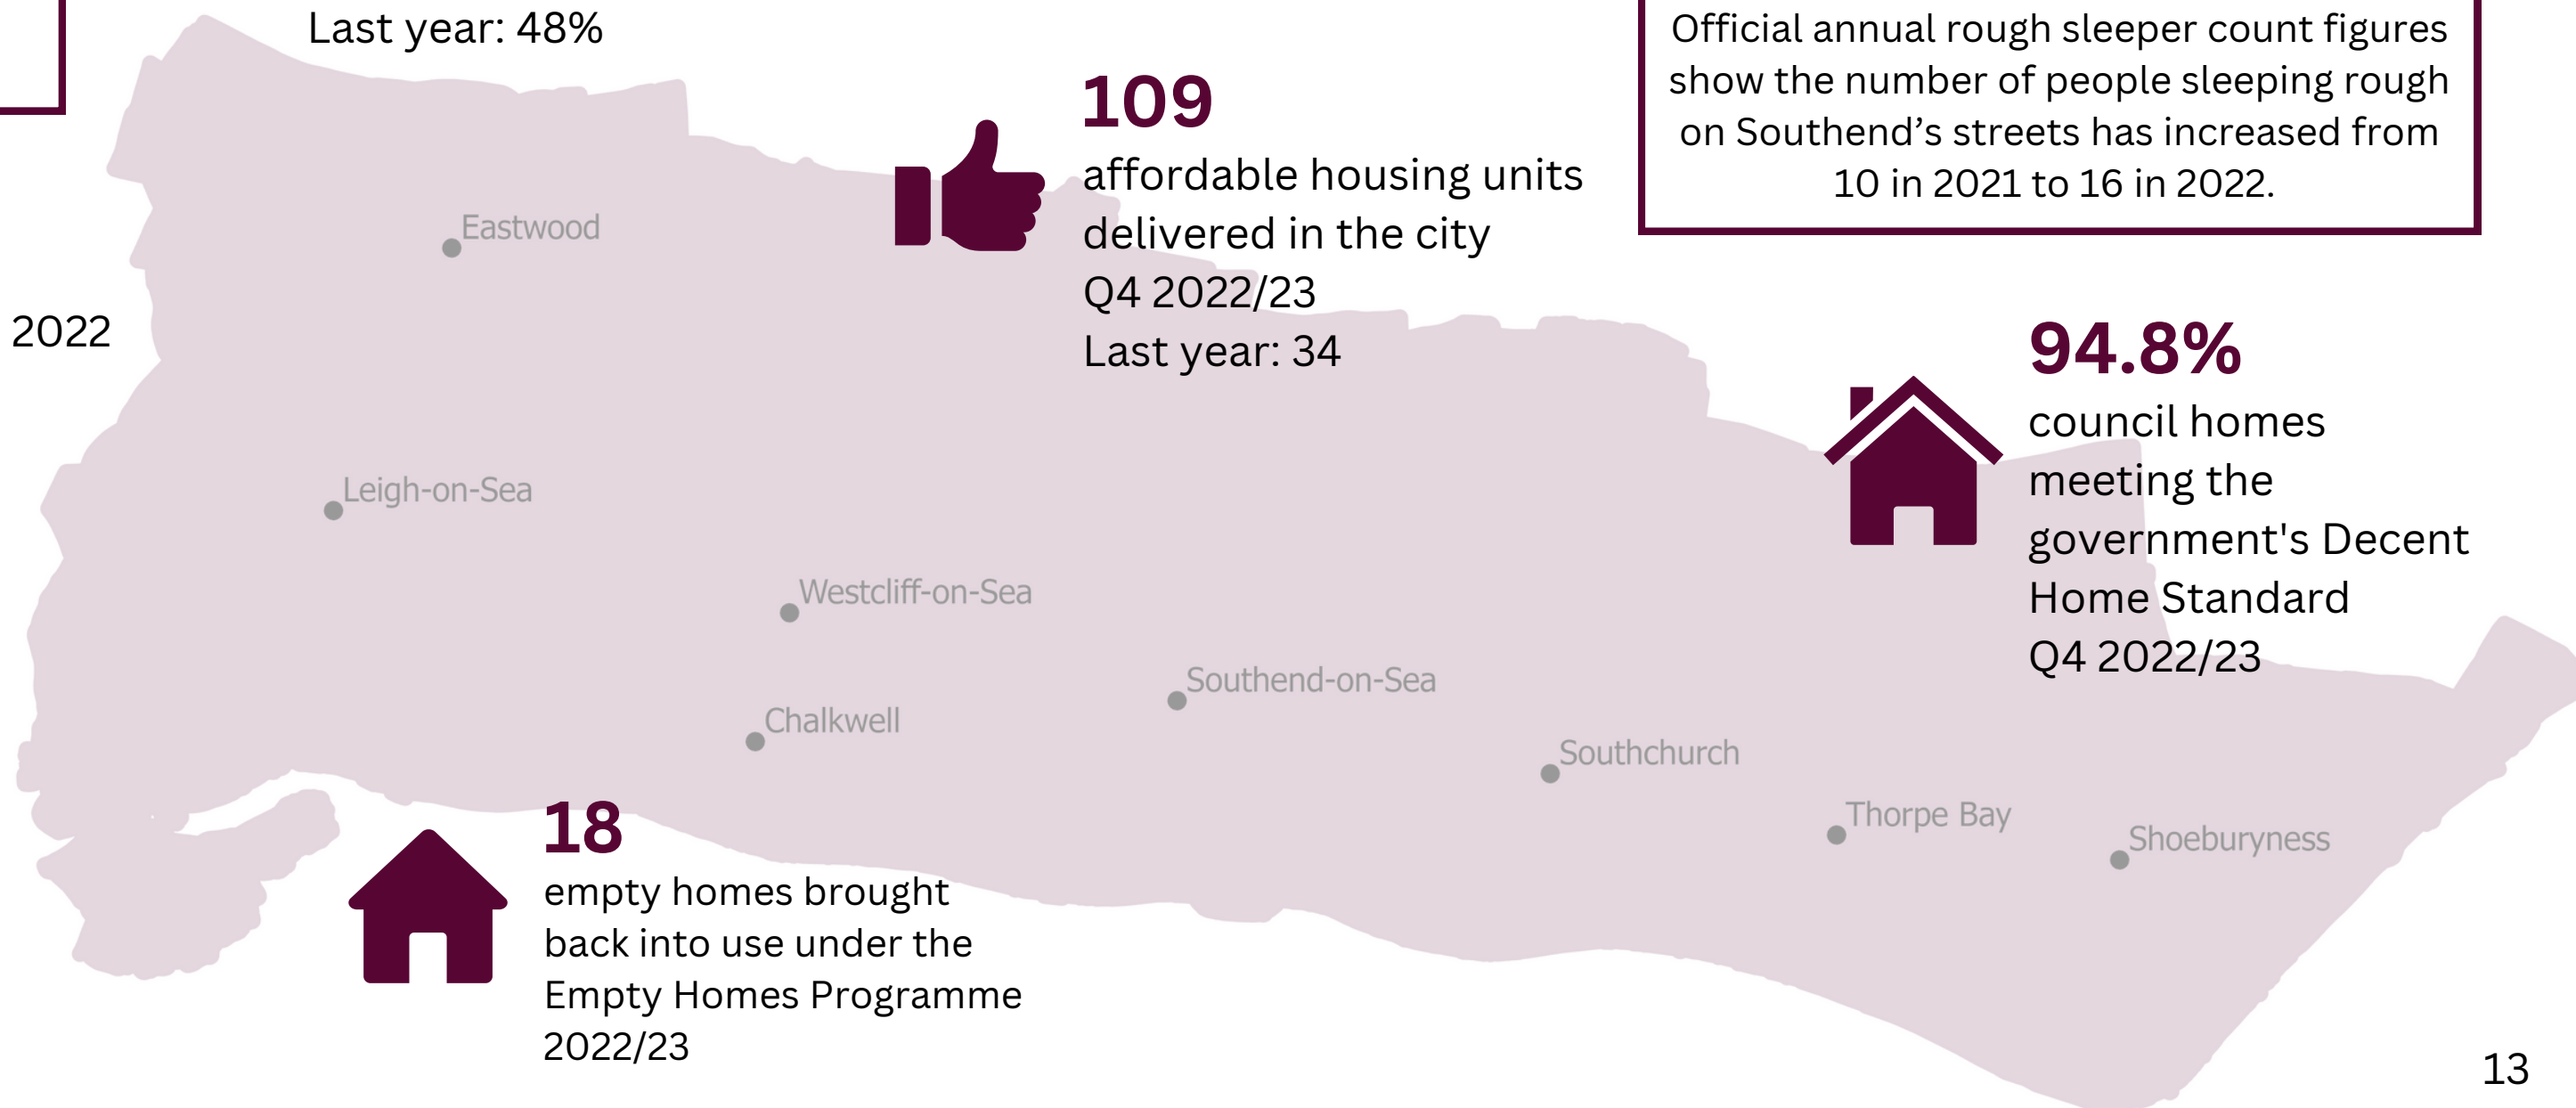 Last year: 48%
Official annual rough sleeper count figures
show the number of people sleeping rough
on Southend’s streets has increased from
10 in 2021 to 16 in 2022.
109
affordable housing units
delivered in the city
Q4 2022/23
Last year: 34
Eastwood
2022
94.8%
council homes
meeting the
government's Decent
Home Standard
Q4 2022/23
Leigh-on-Sea
Westcliff-on-Sea
Southend-on-Sea
Chalkwell
Southchurch
Thorpe Bay
Shoeburyness
18
empty homes brought
back into use under the
Empty Homes Programme
2022/23
13